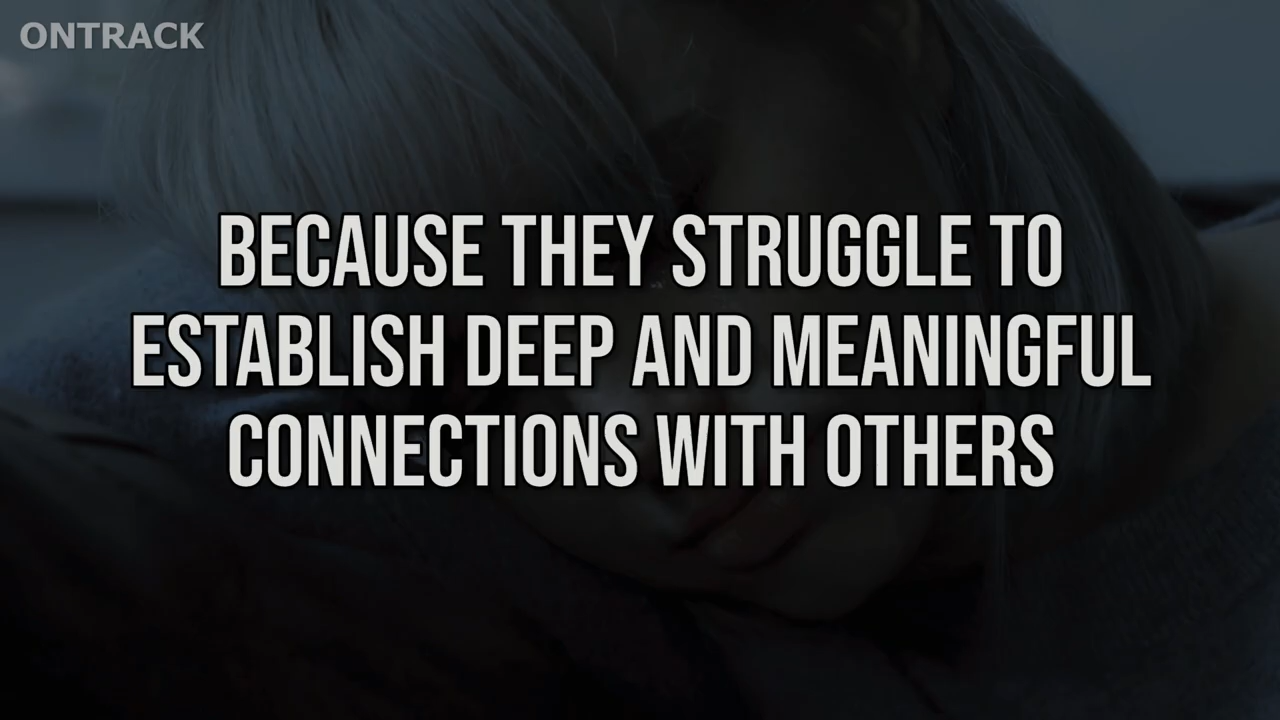 ONTRACK
BECAUSE THEY STRUGGLE TO
ESTABLISH DEEP AND MEANINGFUL
CONNECTIONS WITH OTHERS